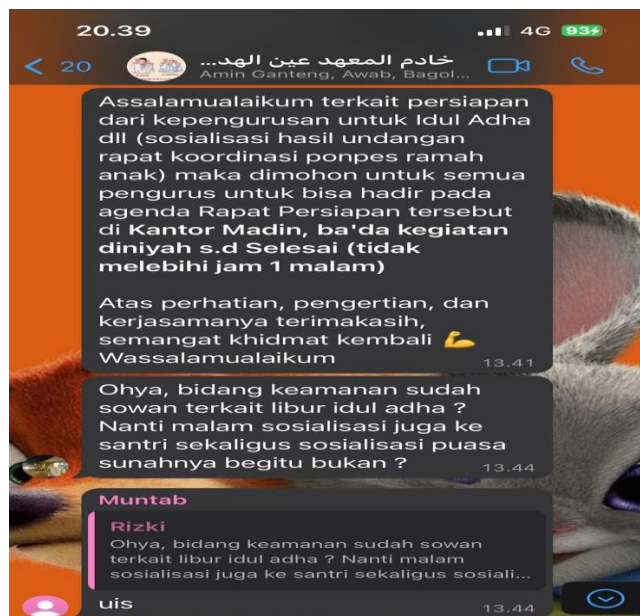 20.39
4G 93
20
خادم المعهد عين الهد...
Amin Ganteng, Awab, Bagol...
Assalamualaikum terkait persiapan
dari kepengurusan untuk Idul Adha
dll (sosialisasi hasil undangan
rapat koordinasi ponpes ramah
anak) maka dimohon untuk semua
pengurus untuk bisa hadir pada
agenda Rapat Persiapan tersebut
di Kantor Madin, ba'da kegiatan
diniyah s.d Selesai (tidak
melebihi jam 1 malam)
Atas perhatian, pengertian, dan
kerjasamanya terimakasih,
semangat khidmat kembali 💪
Wassalamualaikum
13.41
Ohya, bidang keamanan sudah
sowan terkait libur idul adha ?
Nanti malam sosialisasi juga ke
santri sekaligus sosialisasi puasa
sunahnya begitu bukan ?
13.44
Muntab
Rizki
Ohya, bidang keamanan sudah sowan
terkait libur idul adha ? Nanti malam
sosialisasi juga ke santri sekaligus sosiali...
uis
13.44